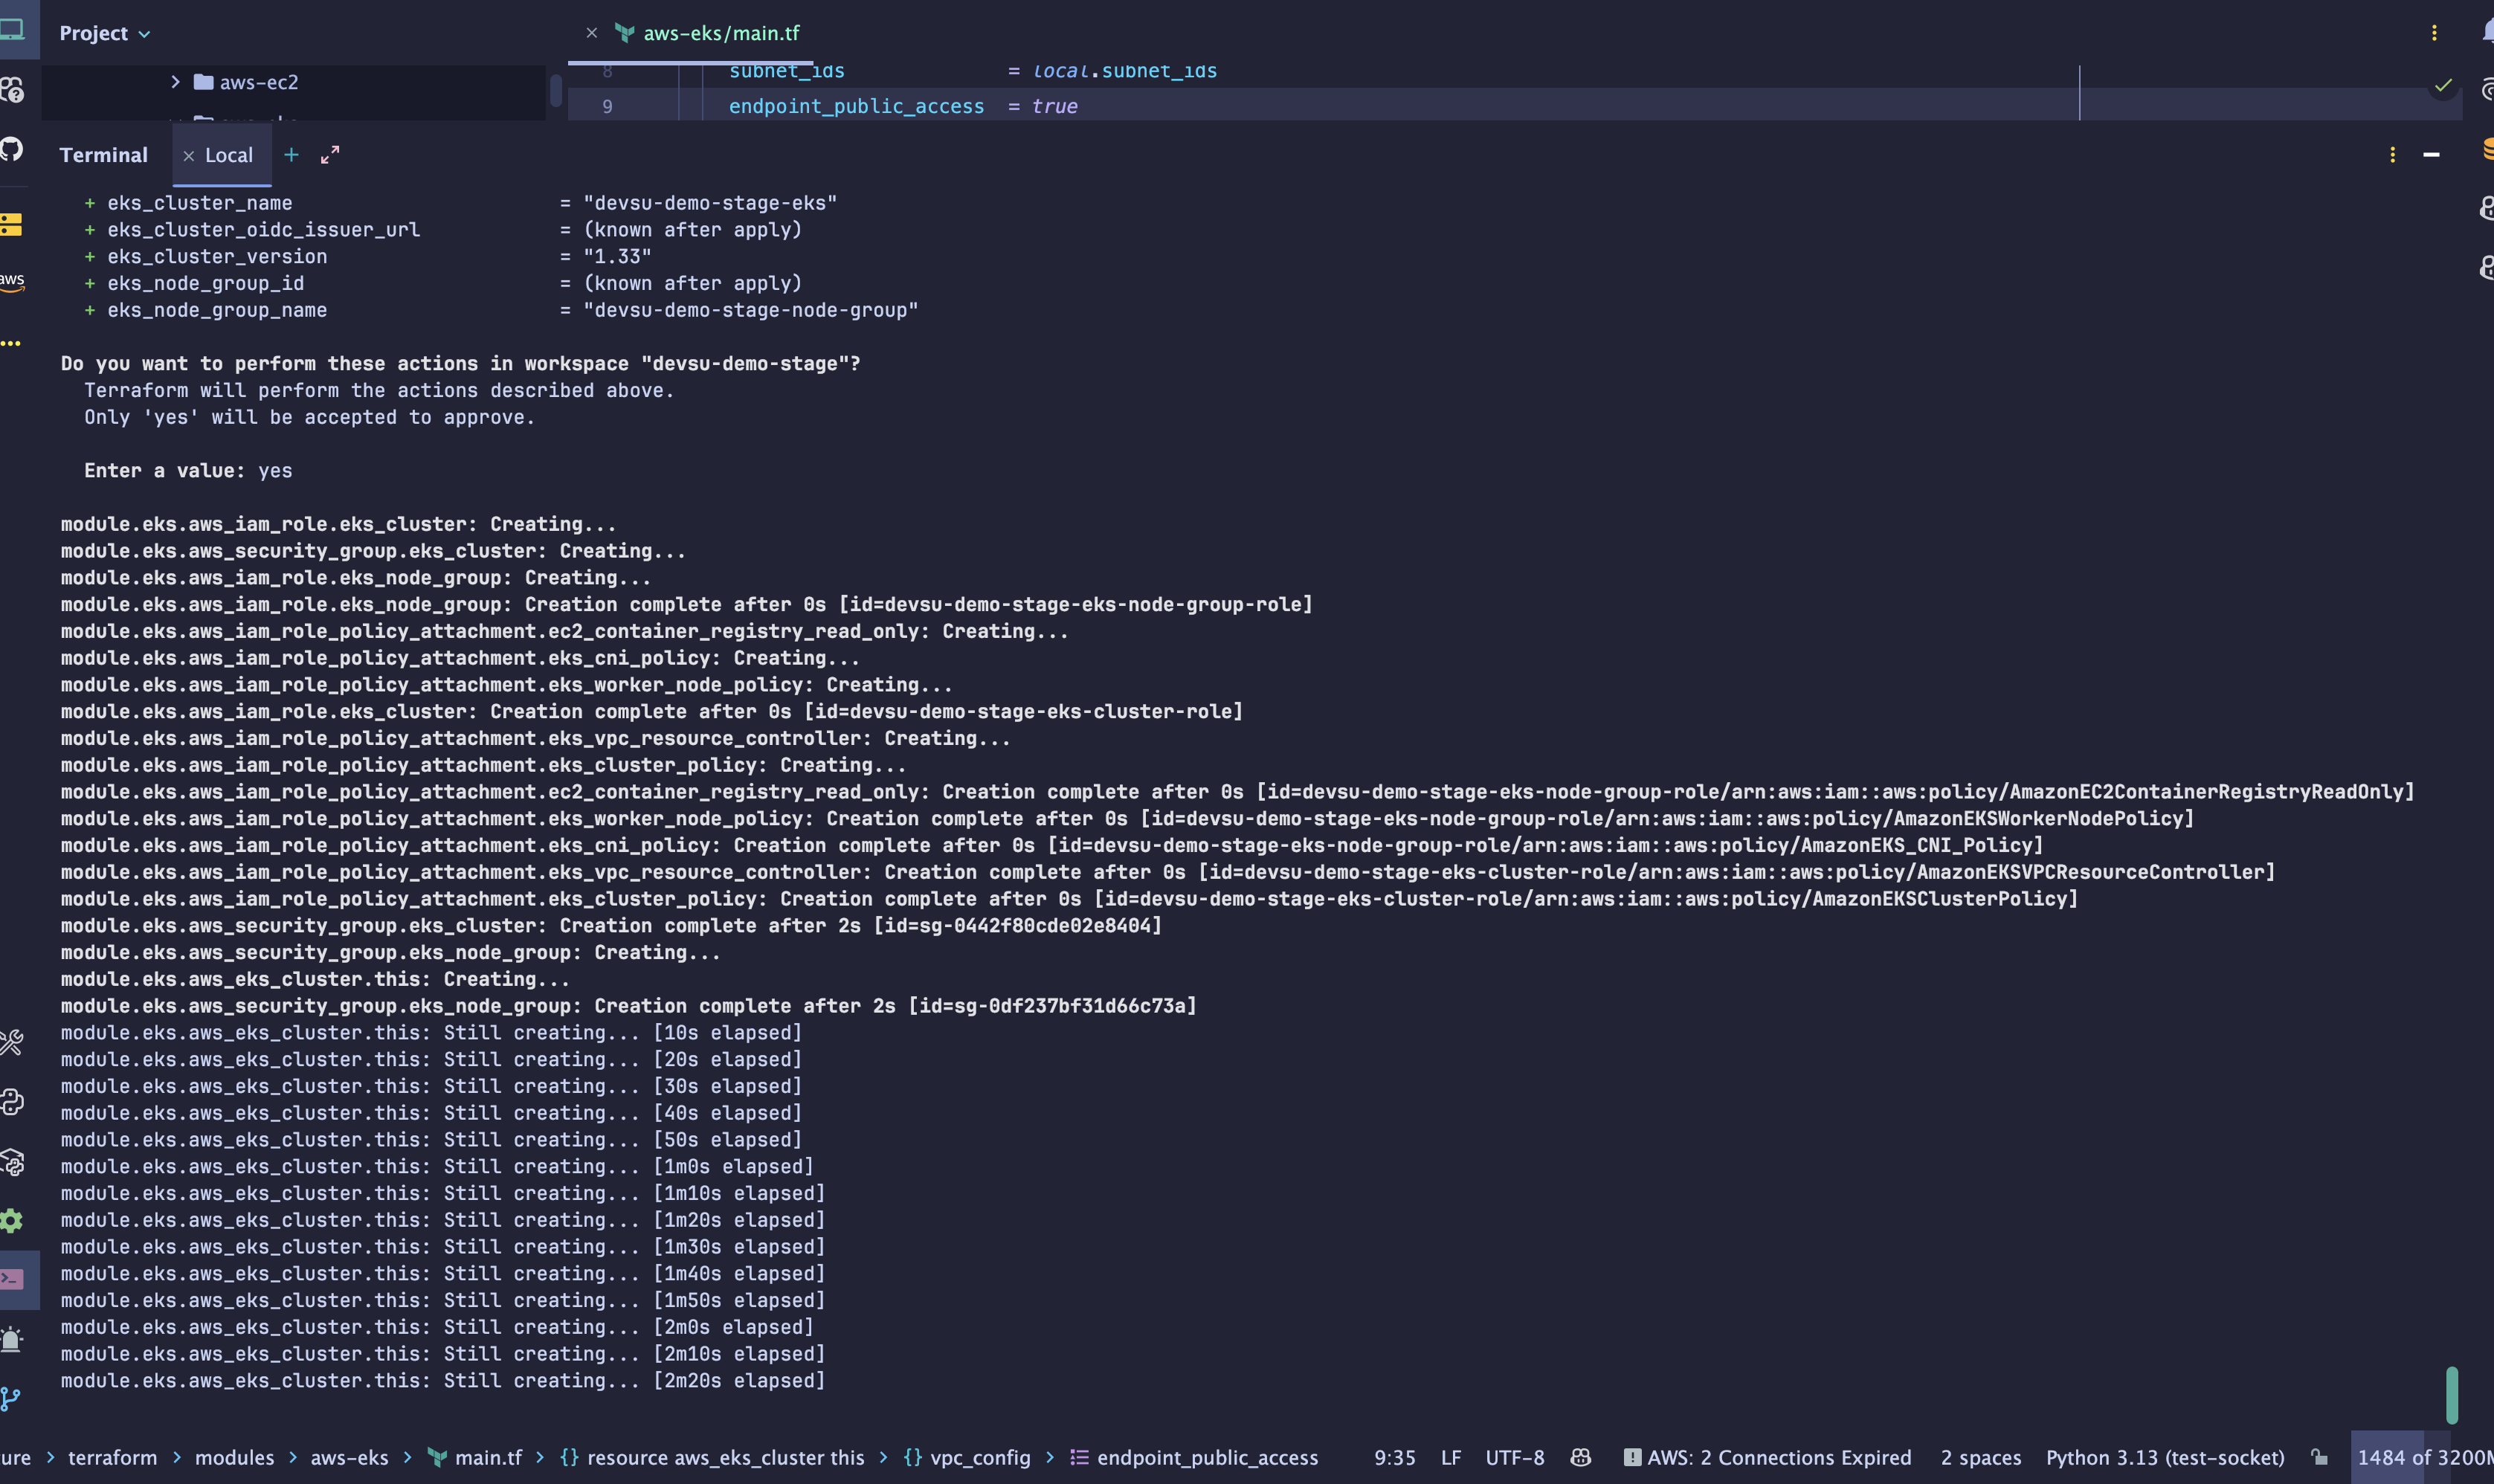 Project
aws-eks/main.tf
aws-ec2
8 subnet_ids = local.subnet_ids
9 endpoint_public_access = true
Terminal Local
+ eks_cluster_name = "devsu-demo-stage-eks"
+ eks_cluster_oidc_issuer_url = (known after apply)
+ eks_cluster_version = "1.33"
+ eks_node_group_id = (known after apply)
+ eks_node_group_name = "devsu-demo-stage-node-group"
Do you want to perform these actions in workspace "devsu-demo-stage"?
Terraform will perform the actions described above.
Only 'yes' will be accepted to approve.
Enter a value: yes
module.eks.aws_iam_role.eks_cluster: Creating...
module.eks.aws_security_group.eks_cluster: Creating...
module.eks.aws_iam_role.eks_node_group: Creating...
module.eks.aws_iam_role.eks_node_group: Creation complete after 0s [id=devsu-demo-stage-eks-node-group-role]
module.eks.aws_iam_role_policy_attachment.ec2_container_registry_read_only: Creating...
module.eks.aws_iam_role_policy_attachment.eks_cni_policy: Creating...
module.eks.aws_iam_role_policy_attachment.eks_worker_node_policy: Creating...
module.eks.aws_iam_role.eks_cluster: Creation complete after 0s [id=devsu-demo-stage-eks-cluster-role]
module.eks.aws_iam_role_policy_attachment.eks_vpc_resource_controller: Creating...
module.eks.aws_iam_role_policy_attachment.eks_cluster_policy: Creating...
module.eks.aws_iam_role_policy_attachment.ec2_container_registry_read_only: Creation complete after 0s [id=devsu-demo-stage-eks-node-group-role/arn:aws:iam::aws:policy/AmazonEC2ContainerRegistryReadOnly]
module.eks.aws_iam_role_policy_attachment.eks_worker_node_policy: Creation complete after 0s [id=devsu-demo-stage-eks-node-group-role/arn:aws:iam::aws:policy/AmazonEKSWorkerNodePolicy]
module.eks.aws_iam_role_policy_attachment.eks_cni_policy: Creation complete after 0s [id=devsu-demo-stage-eks-node-group-role/arn:aws:iam::aws:policy/AmazonEKS_CNI_Policy]
module.eks.aws_iam_role_policy_attachment.eks_vpc_resource_controller: Creation complete after 0s [id=devsu-demo-stage-eks-cluster-role/arn:aws:iam::aws:policy/AmazonEKSVPCResourceController]
module.eks.aws_iam_role_policy_attachment.eks_cluster_policy: Creation complete after 0s [id=devsu-demo-stage-eks-cluster-role/arn:aws:iam::aws:policy/AmazonEKSClusterPolicy]
module.eks.aws_security_group.eks_cluster: Creation complete after 2s [id=sg-0442f80cde02e8404]
module.eks.aws_security_group.eks_node_group: Creating...
module.eks.aws_eks_cluster.this: Creating...
module.eks.aws_security_group.eks_node_group: Creation complete after 2s [id=sg-0df237bf31d66c73a]
module.eks.aws_eks_cluster.this: Still creating... [10s elapsed]
module.eks.aws_eks_cluster.this: Still creating... [20s elapsed]
module.eks.aws_eks_cluster.this: Still creating... [30s elapsed]
module.eks.aws_eks_cluster.this: Still creating... [40s elapsed]
module.eks.aws_eks_cluster.this: Still creating... [50s elapsed]
module.eks.aws_eks_cluster.this: Still creating... [1m0s elapsed]
module.eks.aws_eks_cluster.this: Still creating... [1m10s elapsed]
module.eks.aws_eks_cluster.this: Still creating... [1m20s elapsed]
module.eks.aws_eks_cluster.this: Still creating... [1m30s elapsed]
module.eks.aws_eks_cluster.this: Still creating... [1m40s elapsed]
module.eks.aws_eks_cluster.this: Still creating... [1m50s elapsed]
module.eks.aws_eks_cluster.this: Still creating... [2m0s elapsed]
module.eks.aws_eks_cluster.this: Still creating... [2m10s elapsed]
module.eks.aws_eks_cluster.this: Still creating... [2m20s elapsed]
aws
ure > terraform > modules > aws-eks > main.tf > {} resource aws_eks_cluster this > {} vpc_config > endpoint_public_access 9:35 LF UTF-8 AWS: 2 Connections Expired 2 spaces Python 3.13 (test-socket) 1484 of 3200M